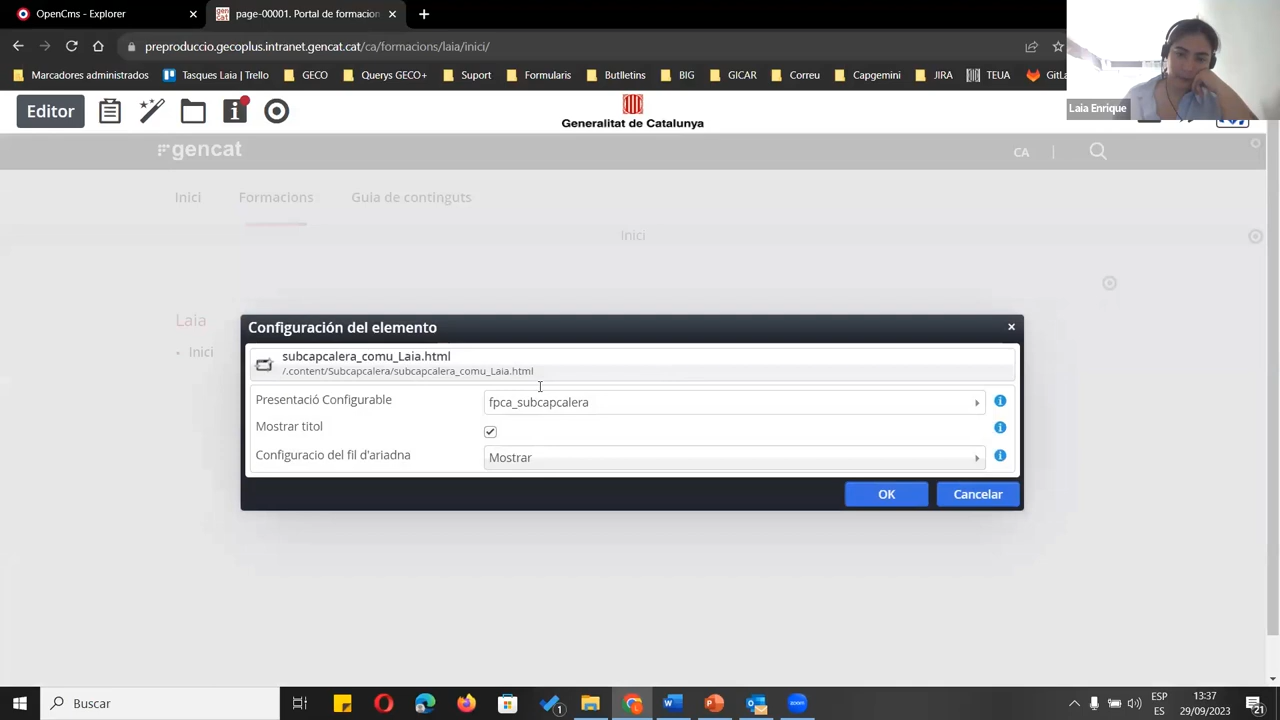 OpenCms - Explorer
page-00001. Portal de formacion
preproduccio.gecoplus.intranet.gencat.cat/ca/formacions/laia/inici/
Marcadores administrados
Tasques Laia | Trello
GECO
Querys Cercador
Suport
Formularis
Butlletins
BIG
GICAR
Correu
Capgemini
JIRA
TEUA
Laia Enrique
Editor
Generalitat de Catalunya
gencat
CA
Inici
Formacions
Guia de continguts
Inici
Laia
Inici
Configuración del elemento
subcapcalera_comu_Laia.html
/.content/Subcapcalera/subcapcalera_comu_Laia.html
Presentació Configurable
fpca_subcapcalera
Mostrar titol
Configuracio del fil d'ariadna
Mostrar
OK
Cancelar
Buscar
1
ESP
ES
13:37
29/09/2023
21